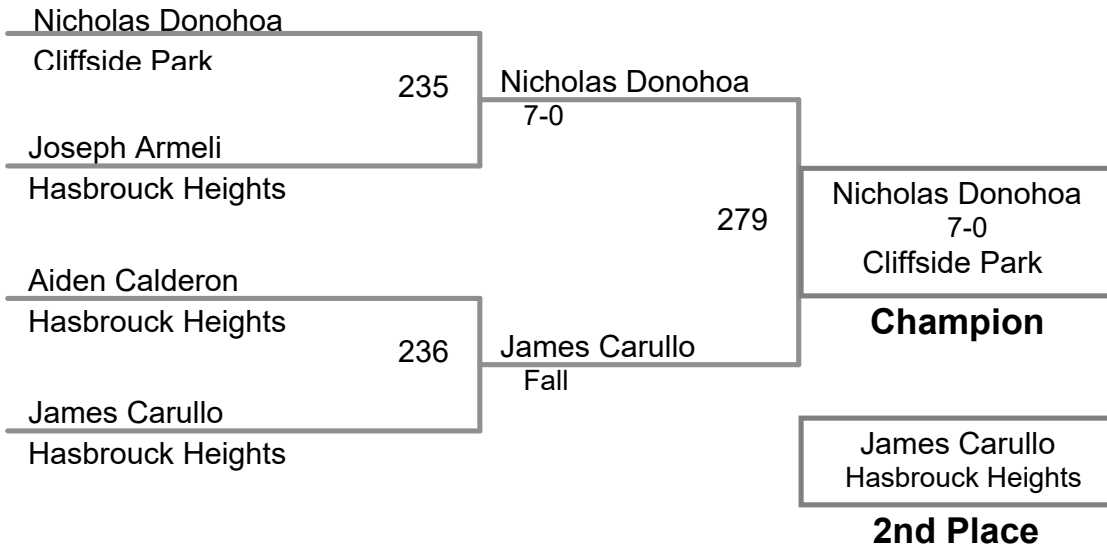 Nicholas Donohoa
Cliffside Park
235
Nicholas Donohoa
7-0
Joseph Armeli
Hasbrouck Heights
279
Nicholas Donohoa
7-0
Cliffside Park
Champion
Aiden Calderon
Hasbrouck Heights
236
James Carullo
Fall
James Carullo
Hasbrouck Heights
James Carullo
Hasbrouck Heights
2nd Place